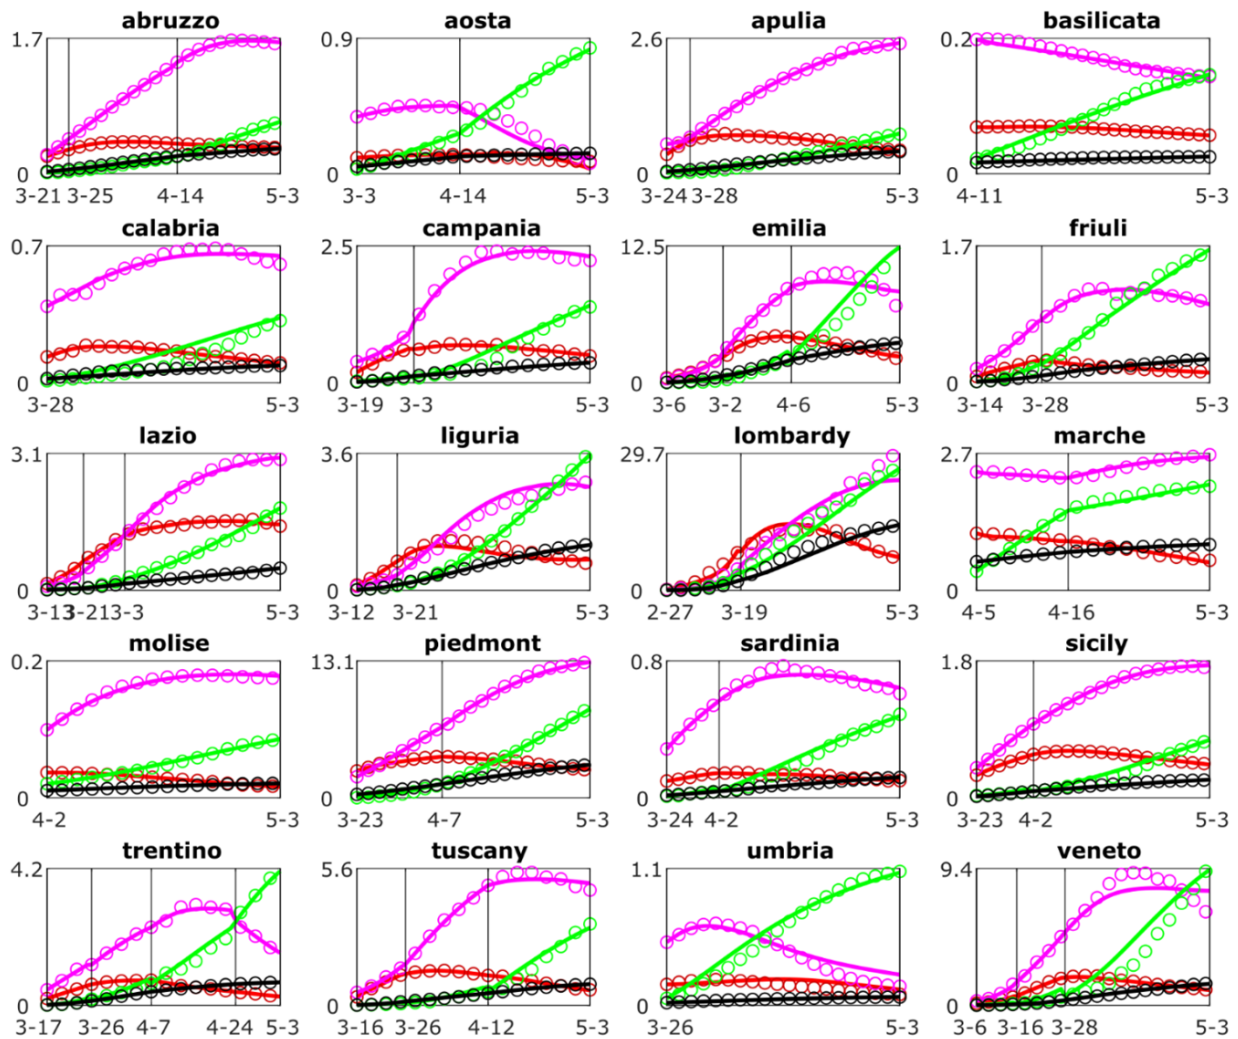 abruzzo aosta apulia basilicata
1.7 0.9 2.6 0.2
0 0 0 0
3-21 3-25 4-14 5-3 3-3 4-14 5-3 3-24 3-28 5-3 4-11 5-3
calabria campania emilia friuli
0.7 2.5 12.5 1.7
0 0 0 0
3-28 5-3 3-19 3-3 5-3 3-6 3-2 4-6 5-3 3-14 3-28 5-3
lazio liguria lombardy marche
3.1 3.6 29.7 2.7
0 0 0 0
3-13 3-21 3-3 5-3 3-12 3-21 5-3 2-27 3-19 5-3 4-5 4-16 5-3
molise piedmont sardinia sicily
0.2 13.1 0.8 1.8
0 0 0 0
4-2 5-3 3-23 4-7 5-3 3-24 4-2 5-3 3-23 4-2 5-3
trentino tuscany umbria veneto
4.2 5.6 1.1 9.4
0 0 0 0
3-17 3-26 4-7 4-24 5-3 3-16 3-26 4-12 5-3 3-26 5-3 3-6 3-16 3-28 5-3